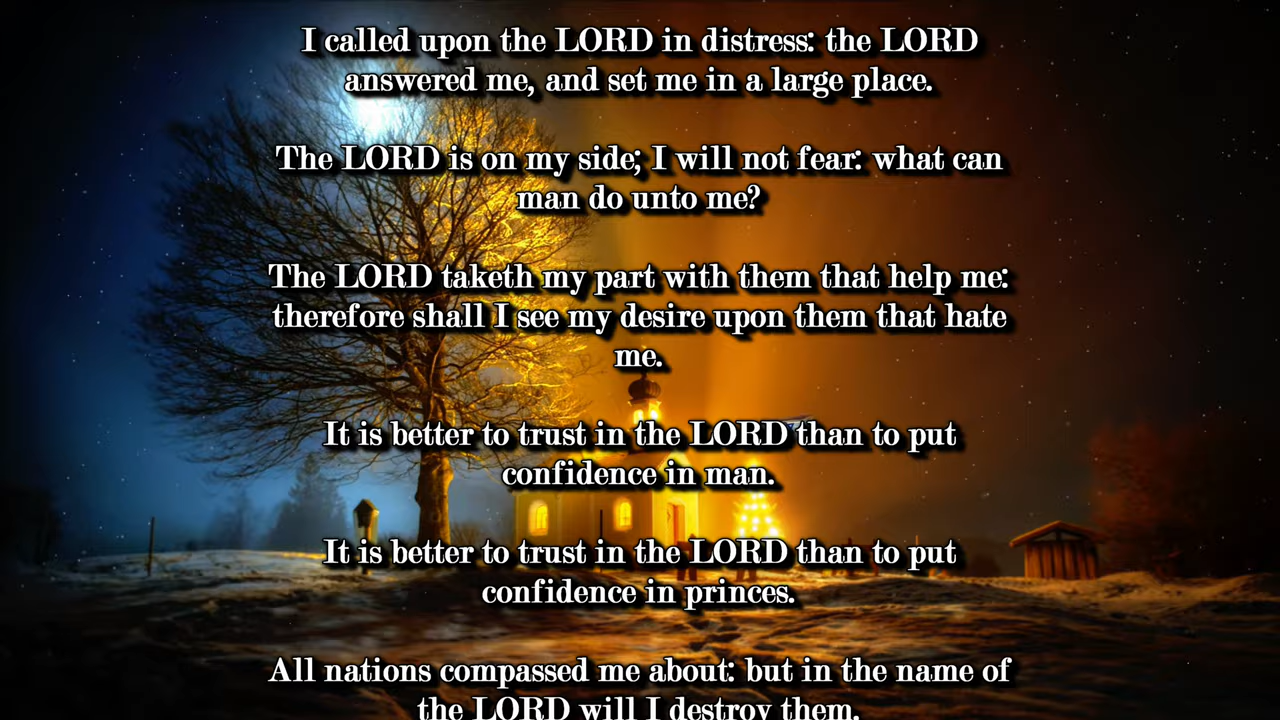 I called upon the LORD in distress: the LORD
answered me, and set me in a large place.
The LORD is on my side; I will not fear: what can
man do unto me?
The LORD taketh my part with them that help me:
therefore shall I see my desire upon them that hate
me.
It is better to trust in the LORD than to put
confidence in man.
It is better to trust in the LORD than to put
confidence in princes.
All nations compassed me about: but in the name of
the LORD will I destroy them.